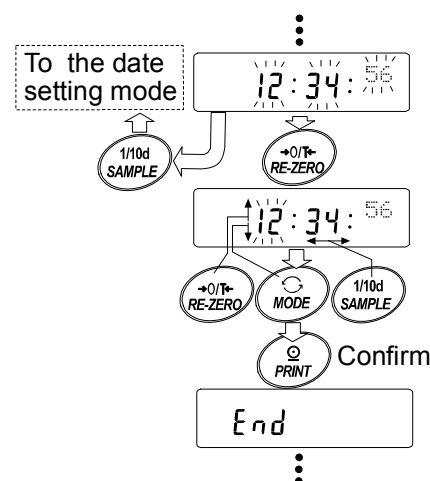 To the date
setting mode
12:34:56
1/10d
SAMPLE
→0/T←
RE-ZERO
12:34:56
→0/T←
RE-ZERO
MODE
1/10d
SAMPLE
PRINT
Confirm
End